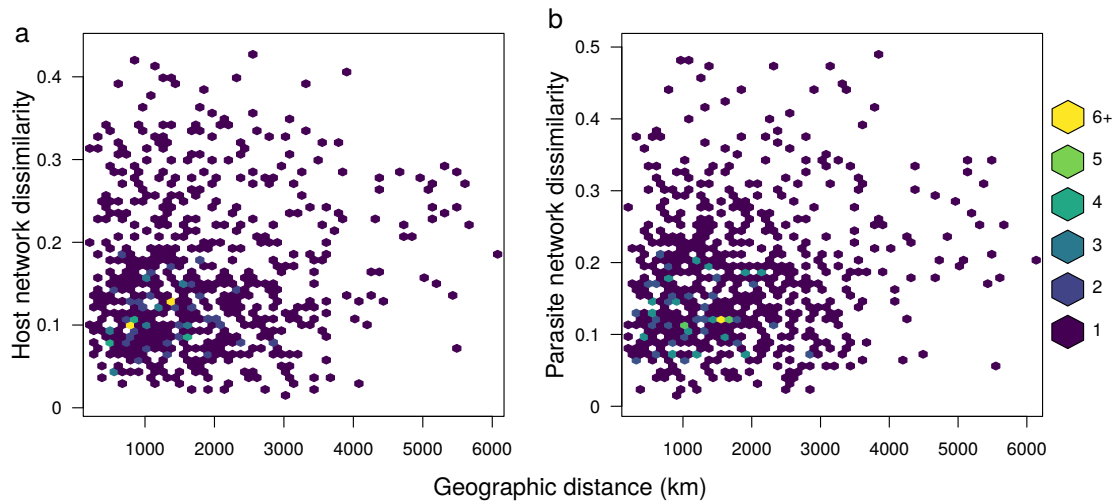 a
Host network dissimilarity
0.4
0.3
0.2
0.1
0
1000 2000 3000 4000 5000 6000
b
Parasite network dissimilarity
0.5
0.4
0.3
0.2
0.1
0
1000 2000 3000 4000 5000 6000
6+
5
4
3
2
1
Geographic distance (km)